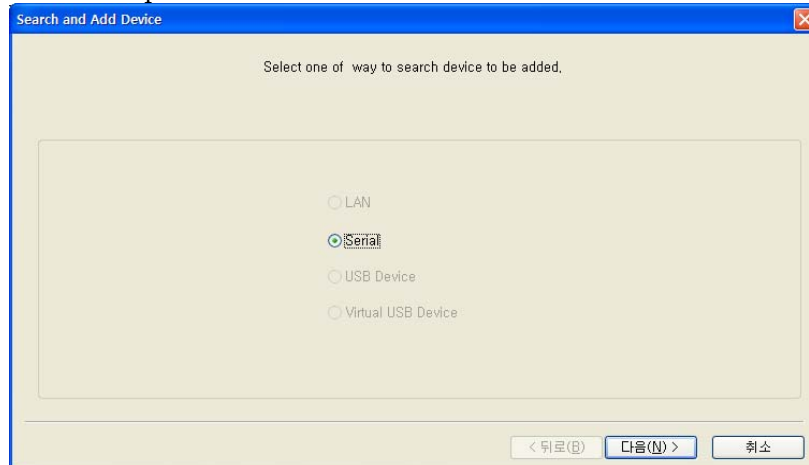 Search and Add Device
Select one of way to search device to be added,
LAN
Serial
USB Device
Virtual USB Device
< 뒤로(B) 다음(N) > 취소